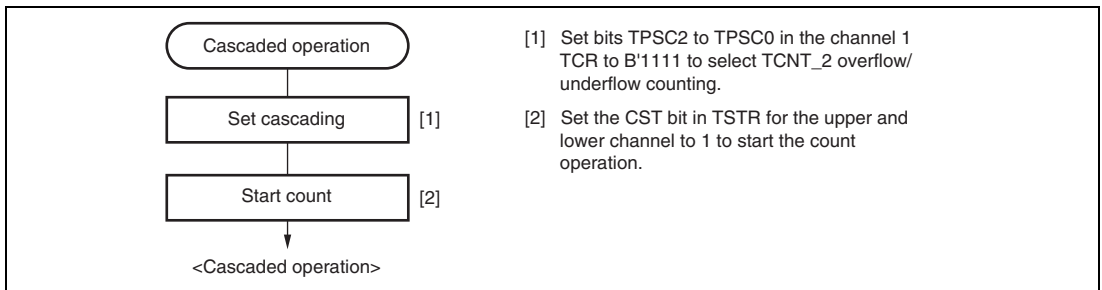 Cascaded operation
Set cascading [1]
Start count [2]
<Cascaded operation>
[1] Set bits TPSC2 to TPSC0 in the channel 1
TCR to B'1111 to select TCNT_2 overflow/
underflow counting.
[2] Set the CST bit in TSTR for the upper and
lower channel to 1 to start the count
operation.